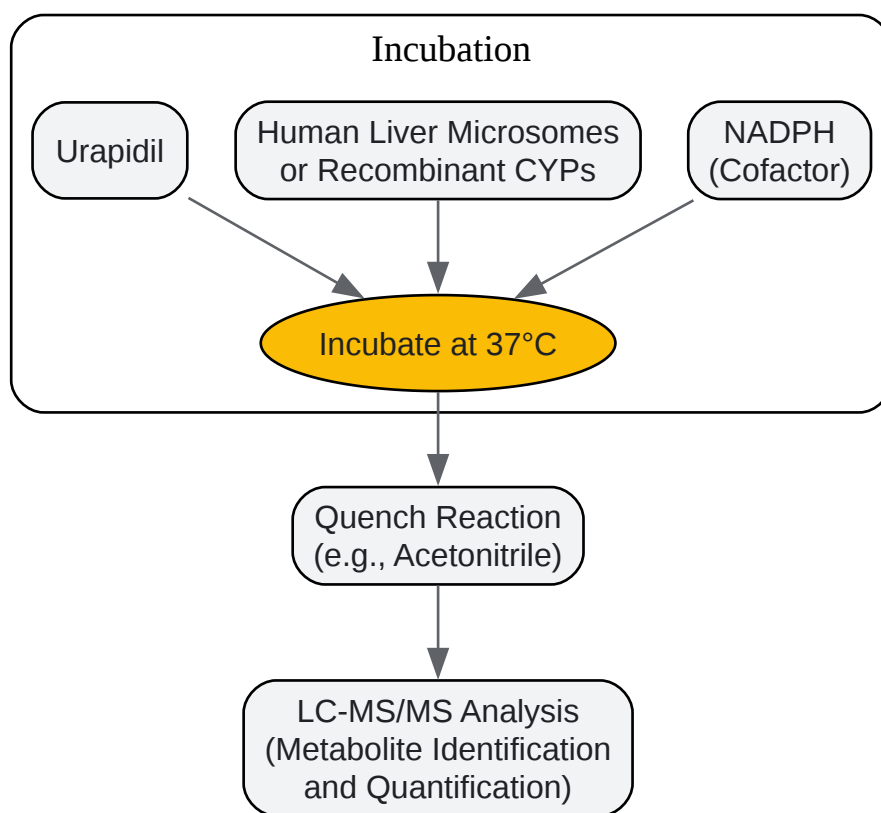 Incubation
Urapidil
Human Liver Microsomes
or Recombinant CYPs
NADPH
(Cofactor)
Incubate at 37°C
Quench Reaction
(e.g., Acetonitrile)
LC-MS/MS Analysis
(Metabolite Identification
and Quantification)